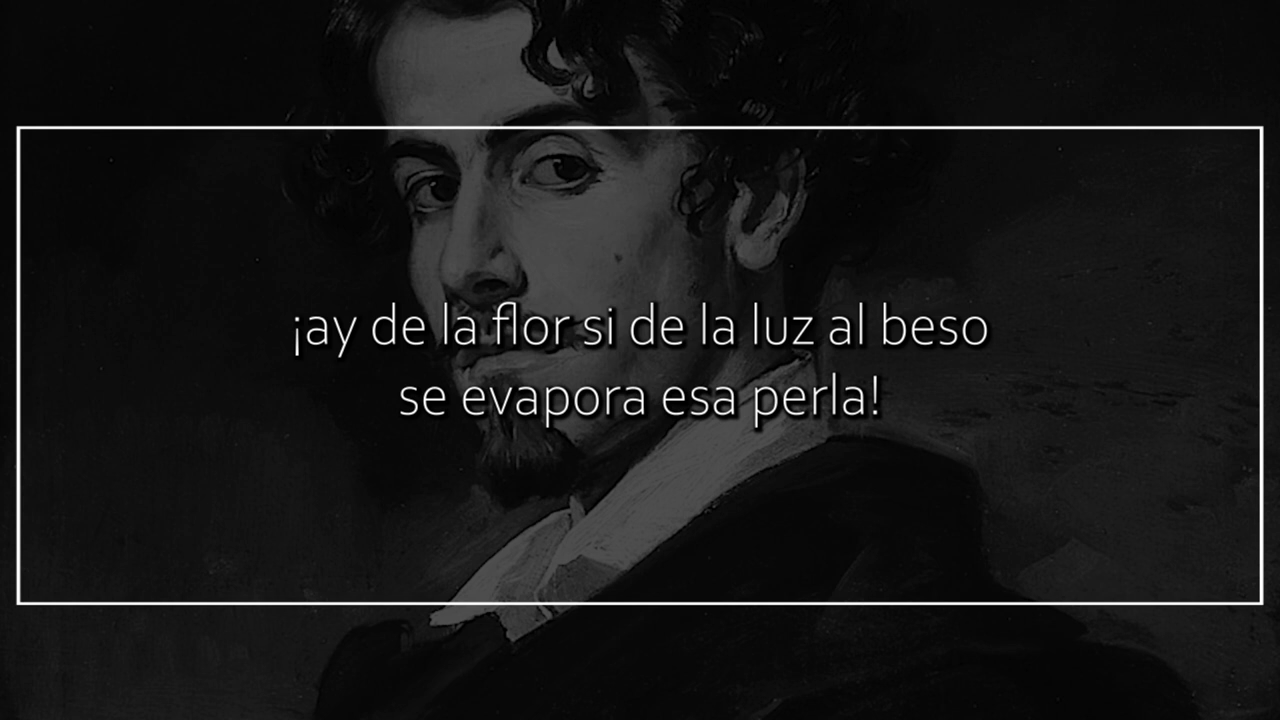 ¡ay de la flor si de la luz al beso
se evapora esa perla!